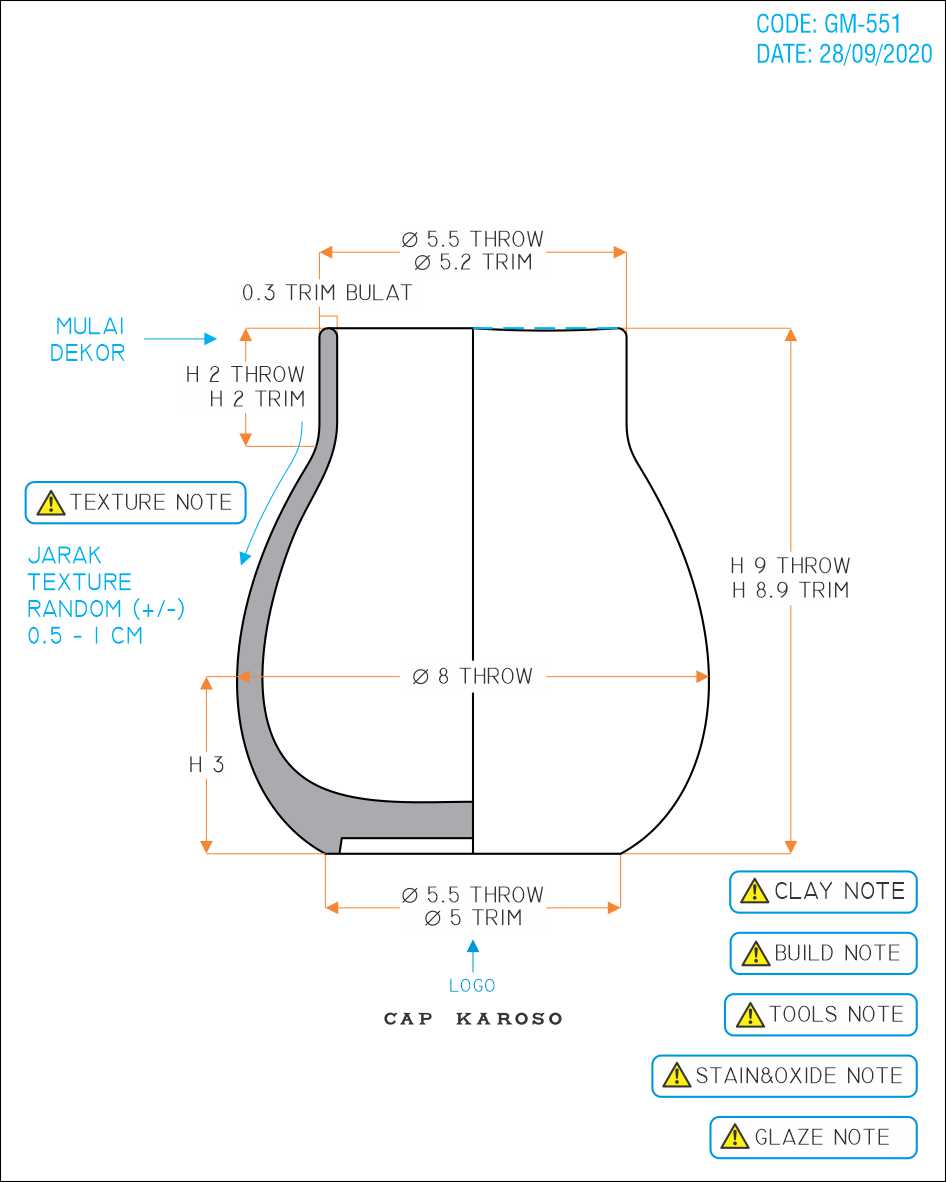 CODE: GM-551
DATE: 28/09/2020
Ø 5.5 THROW
Ø 5.2 TRIM
0.3 TRIM BULAT
MULAI
DEKOR
H 2 THROW
H 2 TRIM
TEXTURE NOTE
JARAK
TEXTURE
RANDOM (+/-)
0.5 - 1 CM
H 9 THROW
H 8.9 TRIM
Ø 8 THROW
H 3
Ø 5.5 THROW
Ø 5 TRIM
LOGO
CAP KAROSO
CLAY NOTE
BUILD NOTE
TOOLS NOTE
STAIN&OXIDE NOTE
GLAZE NOTE